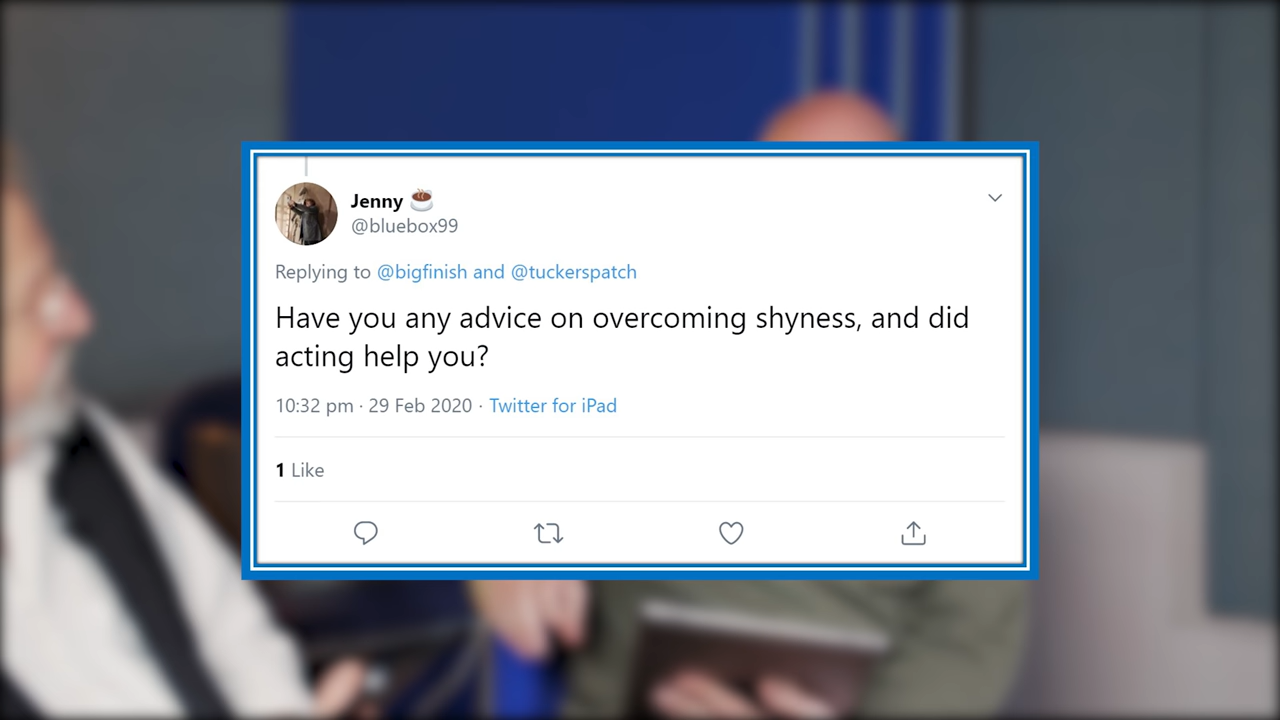 Jenny ☕
@bluebox99
Replying to @bigfinish and @tuckerspatch
Have you any advice on overcoming shyness, and did
acting help you?
10:32 pm · 29 Feb 2020 · Twitter for iPad
1 Like